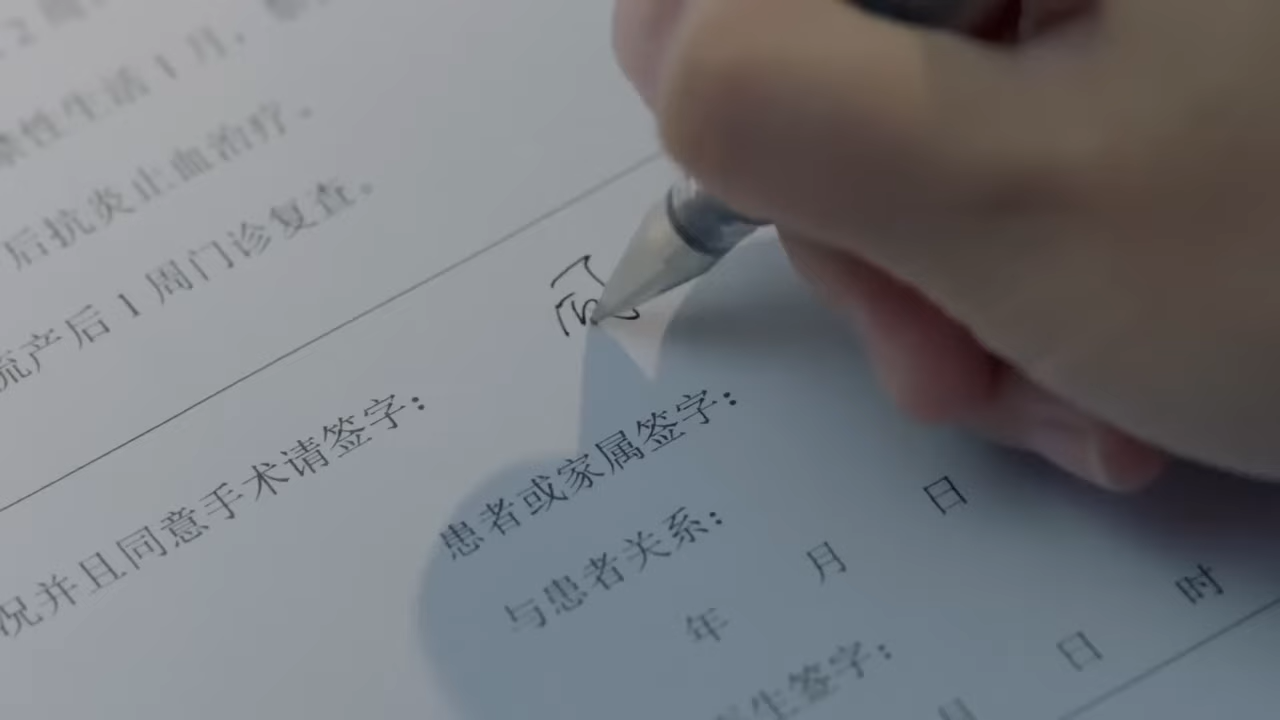 禁性生活1月,
后抗炎止血治疗。
流产后1周门诊复查。
况并且同意手术请签字:
患者或家属签字:
与患者关系:
年 月 日 时
生签字:
月 日